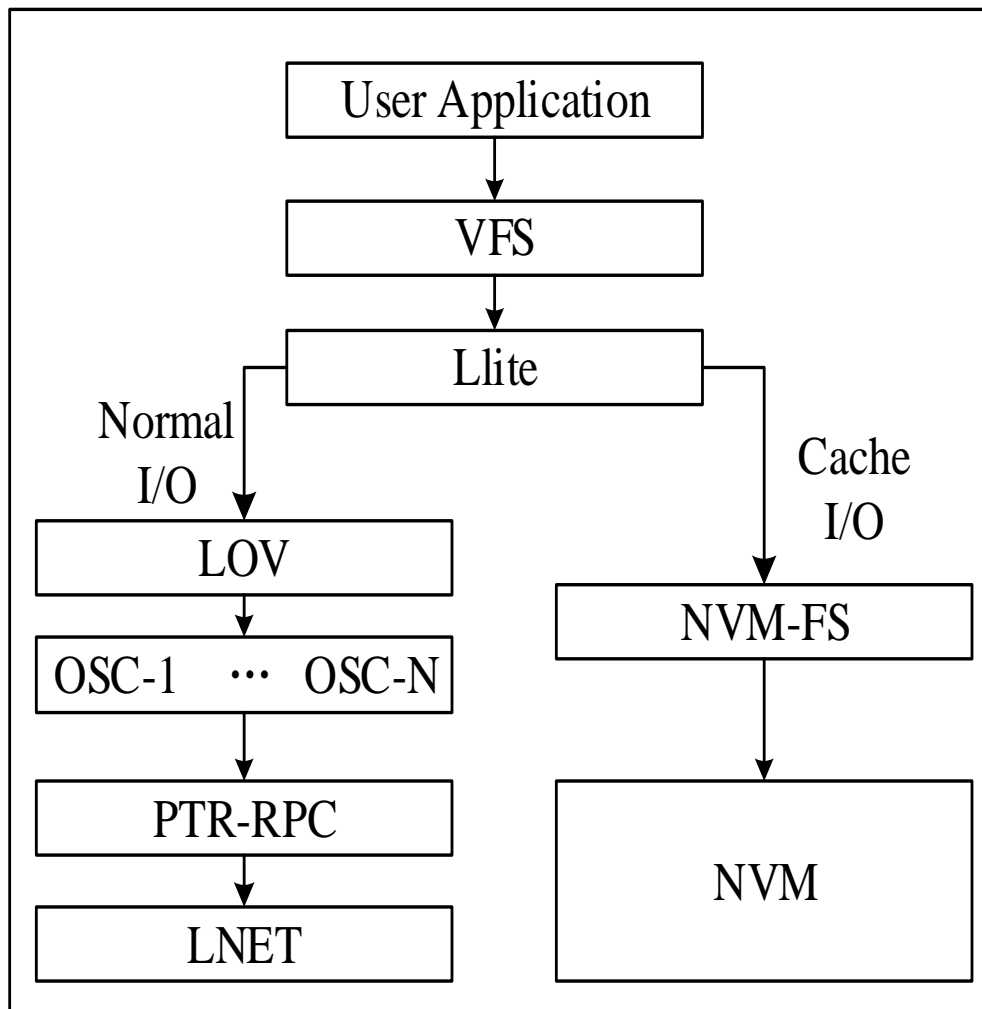 User Application
VFS
Llite
Normal
I/O
Cache
I/O
LOV
NVM-FS
OSC-1 ··· OSC-N
PTR-RPC
NVM
LNET